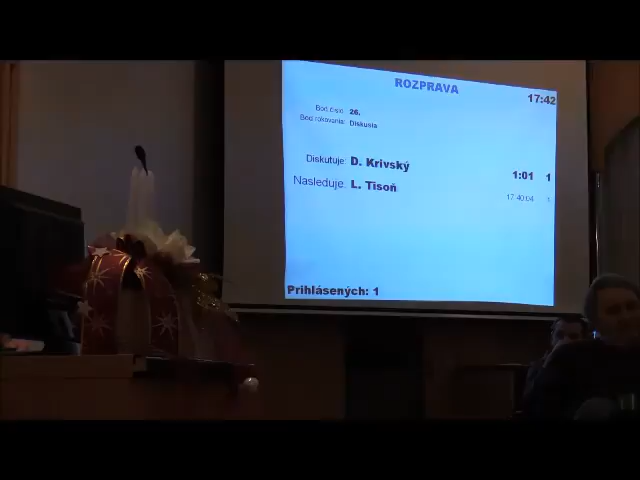 ROZPRAVA
17:42
Bod číslo: 26.
Bod rokovania: Diskusia
Diskutuje: D. Krivský 1:01 1
Nasleduje: L. Tisoň 17:40:04
Prihlásených: 1